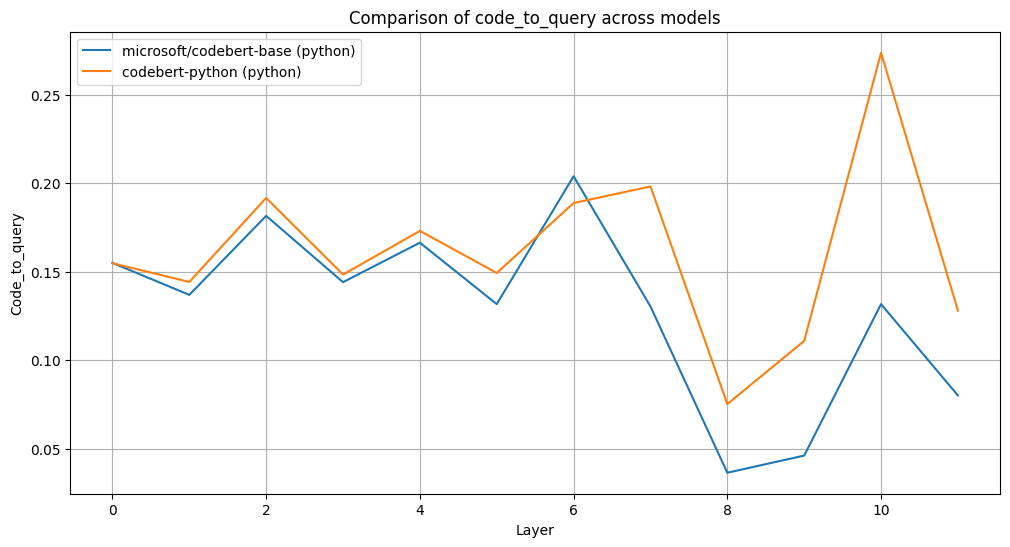 Comparison of code_to_query across models
microsoft/codebert-base (python)
codebert-python (python)
Code_to_query
0.25
0.20
0.15
0.10
0.05
0 2 4 6 8 10
Layer